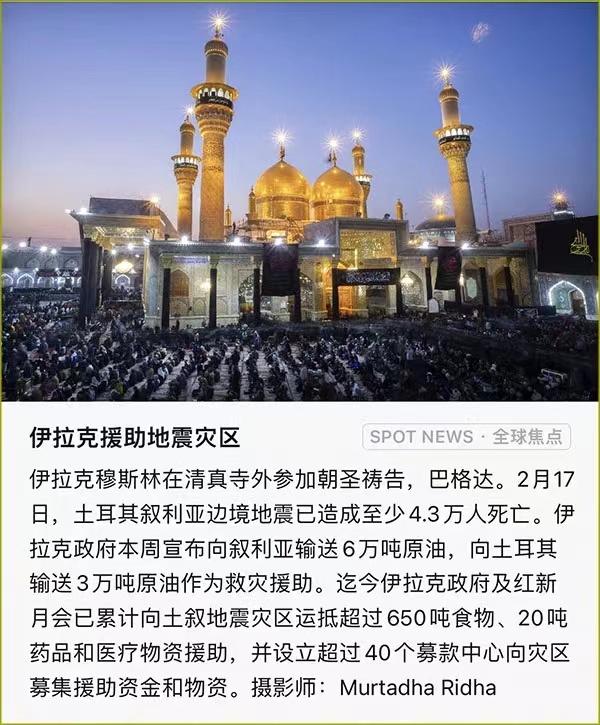 伊拉克援助地震灾区
SPOT NEWS · 全球焦点
伊拉克穆斯林在清真寺外参加朝圣祷告，巴格达。2月17
日，土耳其叙利亚边境地震已造成至少4.3万人死亡。伊
拉克政府本周宣布向叙利亚输送6万吨原油，向土耳其
输送3万吨原油作为救灾援助。迄今伊拉克政府及红新
月会已累计向土叙地震灾区运抵超过650吨食物、20吨
药品和医疗物资援助，并设立超过40个募款中心向灾区
募集援助资金和物资。摄影师：Murtadha Ridha